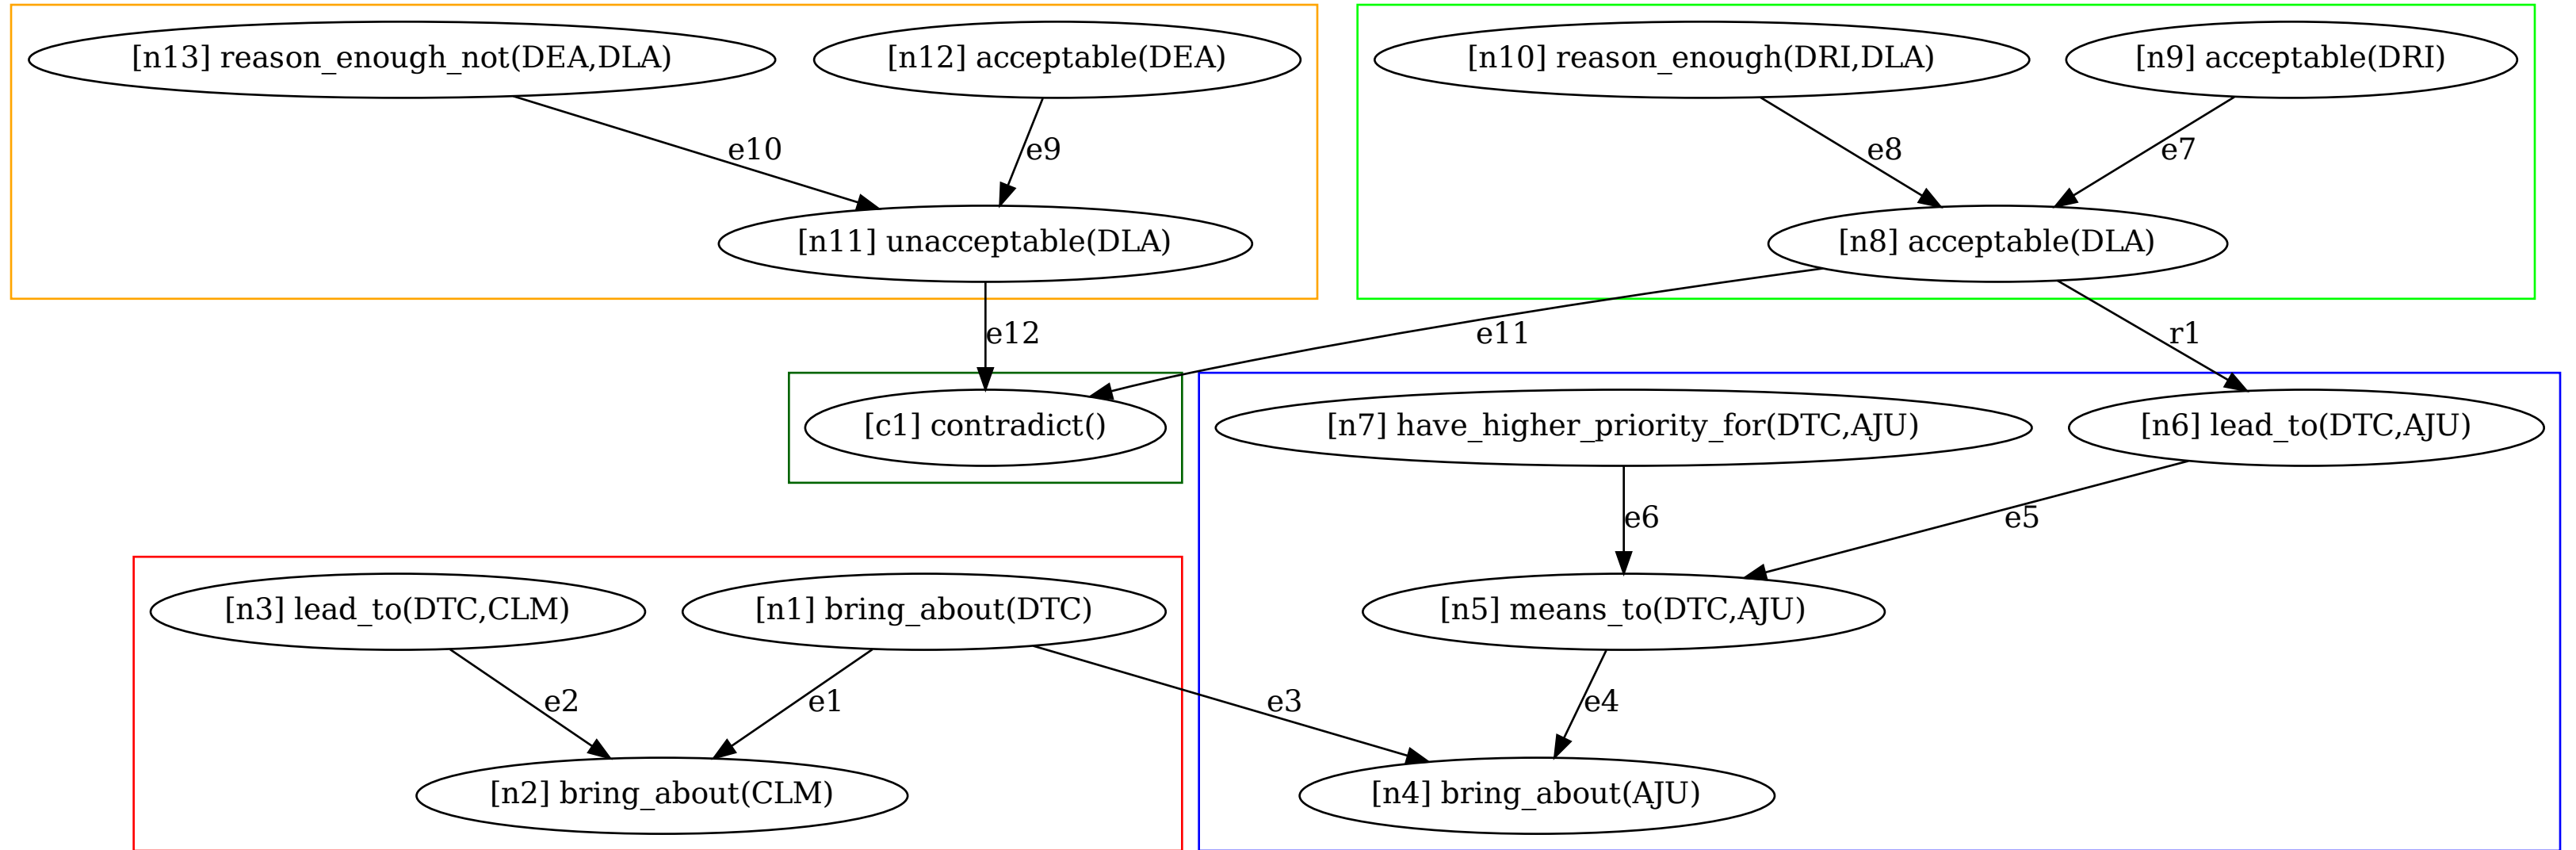 [n13] reason_enough_not(DEA,DLA)
[n12] acceptable(DEA)
[n10] reason_enough(DRI,DLA)
[n9] acceptable(DRI)
e10
e9
e8
e7
[n11] unacceptable(DLA)
[n8] acceptable(DLA)
e12
e11
r1
[c1] contradict()
[n7] have_higher_priority_for(DTC,AJU)
[n6] lead_to(DTC,AJU)
e6
e5
[n3] lead_to(DTC,CLM)
[n1] bring_about(DTC)
[n5] means_to(DTC,AJU)
e2
e1
e3
e4
[n2] bring_about(CLM)
[n4] bring_about(AJU)